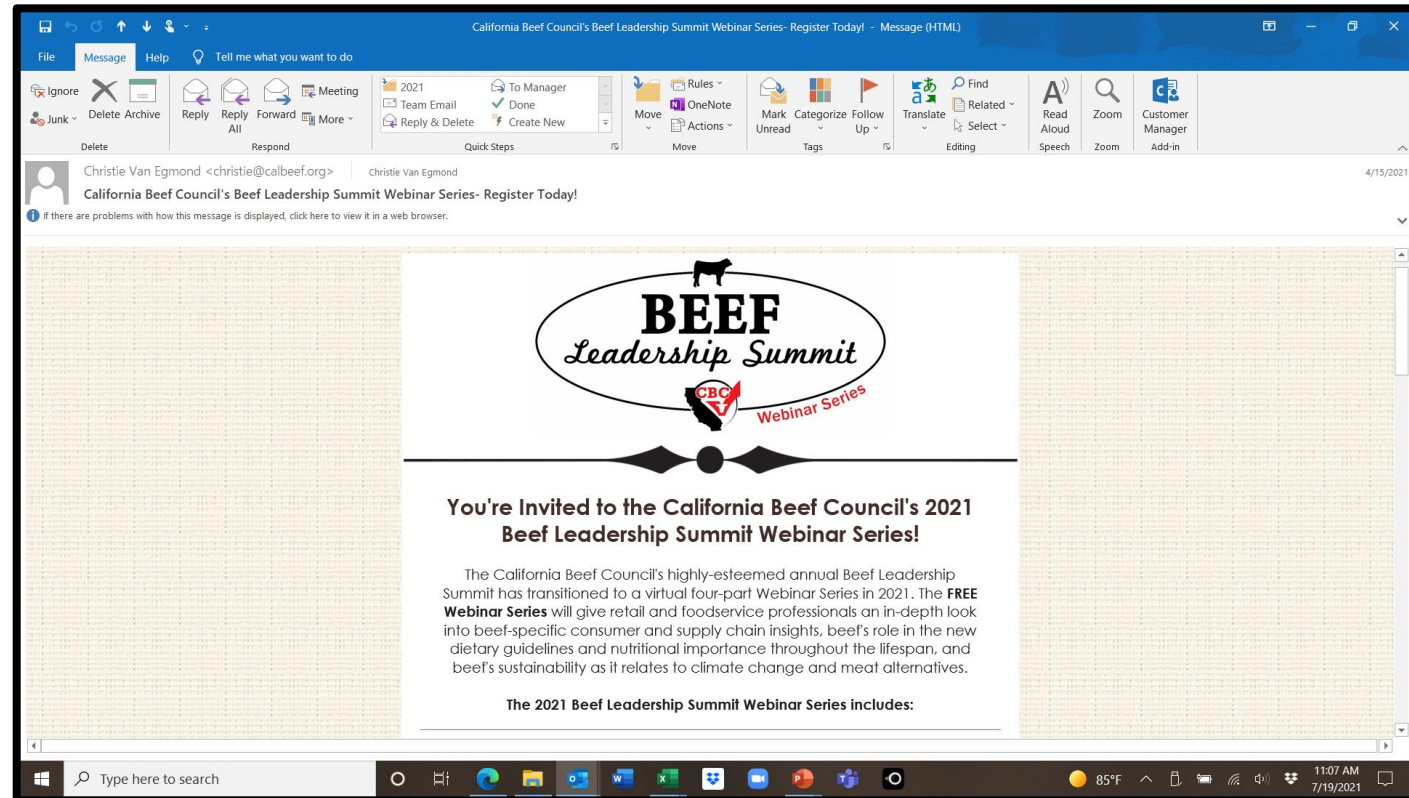 California Beef Council's Beef Leadership Summit Webinar Series- Register Today! - Message (HTML)
File Message Help Tell me what you want to do
Ignore
Junk
Delete Archive
Reply Reply All Forward
Meeting
More
2021 To Manager
Team Email Done
Reply & Delete Create New
Move
Rules
OneNote
Actions
Mark Unread Categorize Follow Up
Translate
Find
Related
Select
Read Aloud
Zoom
Customer Manager
Delete Respond Quick Steps Move Tags Editing Speech Zoom Add-in
Christie Van Egmond <christie@calbeef.org> Christie Van Egmond 4/15/2021
California Beef Council's Beef Leadership Summit Webinar Series- Register Today!
If there are problems with how this message is displayed, click here to view it in a web browser.
BEEF
Leadership Summit
CBC
Webinar Series
You're Invited to the California Beef Council's 2021
Beef Leadership Summit Webinar Series!
The California Beef Council's highly-esteemed annual Beef Leadership
Summit has transitioned to a virtual four-part Webinar Series in 2021. The FREE
Webinar Series will give retail and foodservice professionals an in-depth look
into beef-specific consumer and supply chain insights, beef's role in the new
dietary guidelines and nutritional importance throughout the lifespan, and
beef's sustainability as it relates to climate change and meat alternatives.
The 2021 Beef Leadership Summit Webinar Series includes:
Type here to search
85°F
11:07 AM
7/19/2021